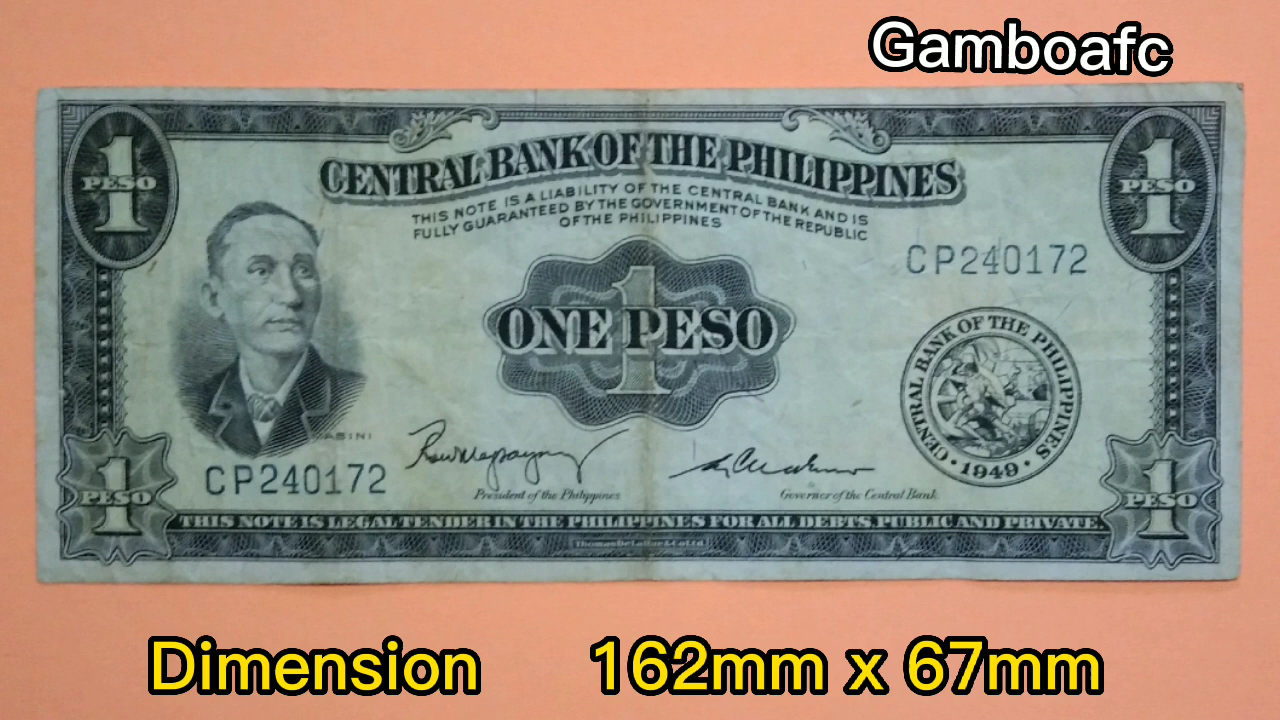 Gamboafc
1
PESO
1
PESO
CENTRAL BANK OF THE PHILIPPINES
THIS NOTE IS A LIABILITY OF THE CENTRAL BANK AND IS
FULLY GUARANTEED BY THE GOVERNMENT OF THE REPUBLIC
OF THE PHILIPPINES
CP240172
1
ONE PESO
CENTRAL BANK OF THE PHILIPPINES
· 1949 ·
CP240172
President of the Philippines
Governor of the Central Bank
1
PESO
1
PESO
THIS NOTE IS LEGAL TENDER IN THE PHILIPPINES FOR ALL DEBTS, PUBLIC AND PRIVATE.
Dimension 162mm x 67mm